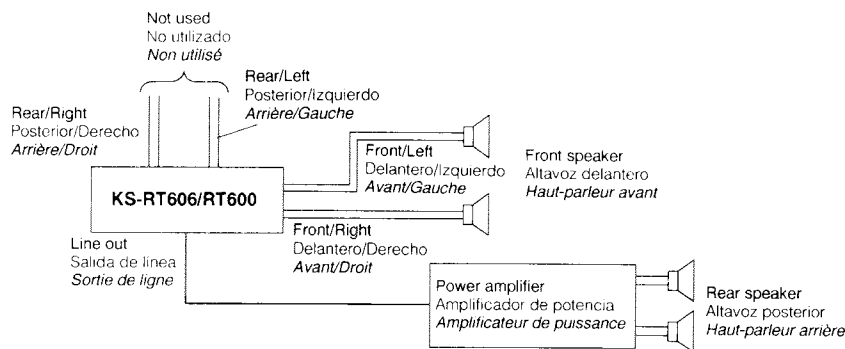 Not used
No utilizado
Non utilisé
Rear/Left
Posterior/Izquierdo
Arrière/Gauche
Rear/Right
Posterior/Derecho
Arrière/Droit
Front/Left
Delantero/Izquierdo
Avant/Gauche
Front speaker
Altavoz delantero
Haut-parleur avant
KS-RT606/RT600
Front/Right
Delantero/Derecho
Avant/Droit
Line out
Salida de línea
Sortie de ligne
Power amplifier
Amplificador de potencia
Amplificateur de puissance
Rear speaker
Altavoz posterior
Haut-parleur arrière